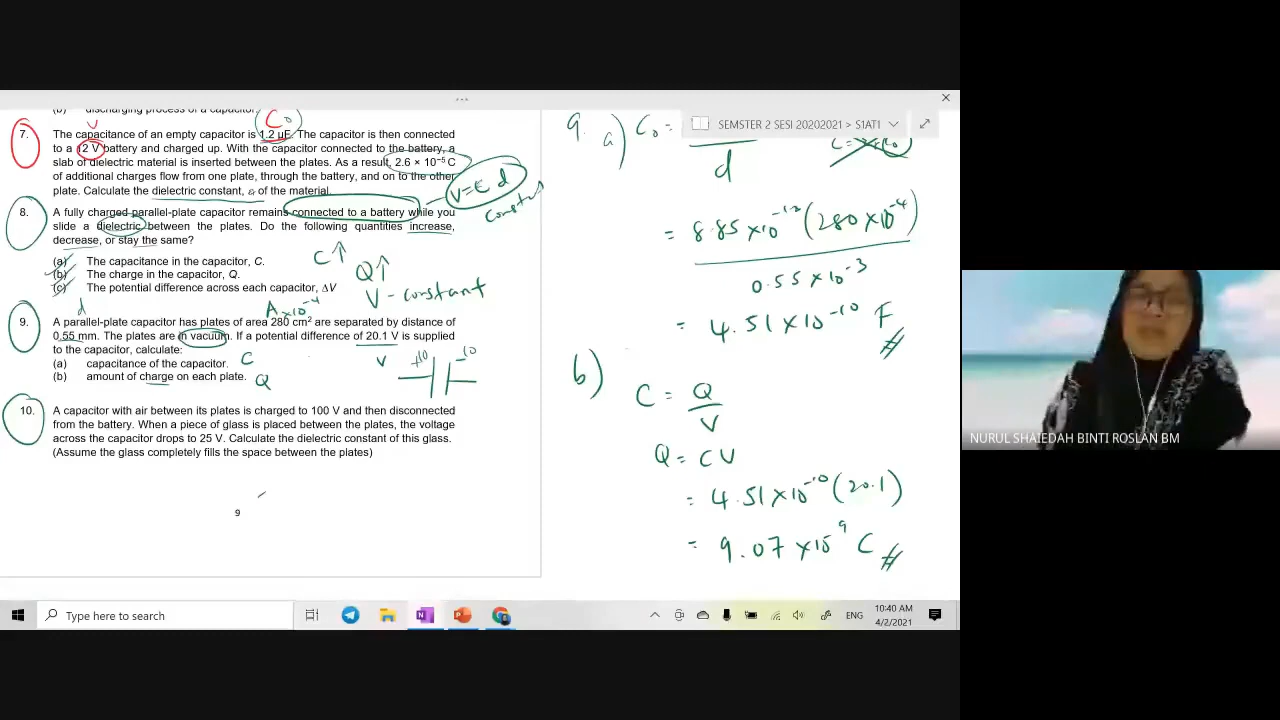 (b) discharging process of a capacitor.
C₀
V
7. The capacitance of an empty capacitor is 1.2 μF. The capacitor is then connected
to a 12 V battery and charged up. With the capacitor connected to the battery, a
slab of dielectric material is inserted between the plates. As a result, 2.6 × 10⁻⁵ C
of additional charges flow from one plate, through the battery, and on to the other
plate. Calculate the dielectric constant, εr of the material.
V = E d
constant
8. A fully charged parallel-plate capacitor remains connected to a battery while you
slide a dielectric between the plates. Do the following quantities increase,
decrease, or stay the same?
(a) The capacitance in the capacitor, C.
(b) The charge in the capacitor, Q.
(c) The potential difference across each capacitor, ΔV
C ↑
Q ↑
V - constant
d
A ×10⁻⁴
9. A parallel-plate capacitor has plates of area 280 cm² are separated by distance of
0.55 mm. The plates are in vacuum. If a potential difference of 20.1 V is supplied
to the capacitor, calculate:
(a) capacitance of the capacitor.
(b) amount of charge on each plate.
C
Q
V
+10 -10
10. A capacitor with air between its plates is charged to 100 V and then disconnected
from the battery. When a piece of glass is placed between the plates, the voltage
across the capacitor drops to 25 V. Calculate the dielectric constant of this glass.
(Assume the glass completely fills the space between the plates)
9
SEMSTER 2 SESI 20202021 > S1AT1
9. a) C₀ =
d
= 8.85 × 10⁻¹² (280 × 10⁻⁴)
0.55 × 10⁻³
= 4.51 × 10⁻¹⁰ F
b) C = Q
V
Q = C V
= 4.51 × 10⁻¹⁰ (20.1)
= 9.07 × 10⁻⁹ C
NURUL SHAIEDAH BINTI ROSLAN BM
Type here to search
ENG
10:40 AM
4/2/2021